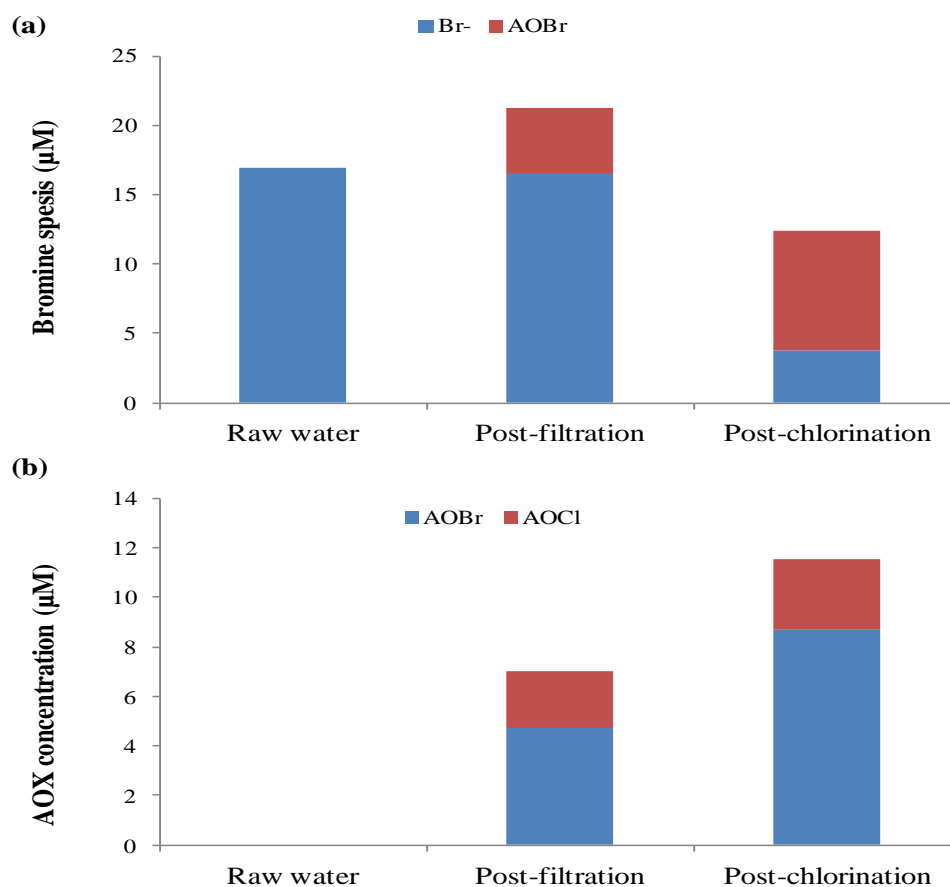 (a)
Br- AOBr
Bromine spesis (µM)
25
20
15
10
5
0
Raw water Post-filtration Post-chlorination
(b)
AOBr AOCl
AOX concentration (µM)
14
12
10
8
6
4
2
0
Raw water Post-filtration Post-chlorination